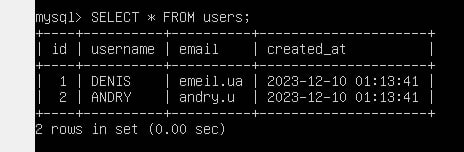 mysql> SELECT * FROM users;
+----+----------+----------+---------------------+
| id | username | email    | created_at          |
+----+----------+----------+---------------------+
|  1 | DENIS    | emeil.ua | 2023-12-10 01:13:41 |
|  2 | ANDRY    | andry.u  | 2023-12-10 01:13:41 |
+----+----------+----------+---------------------+
2 rows in set (0.00 sec)